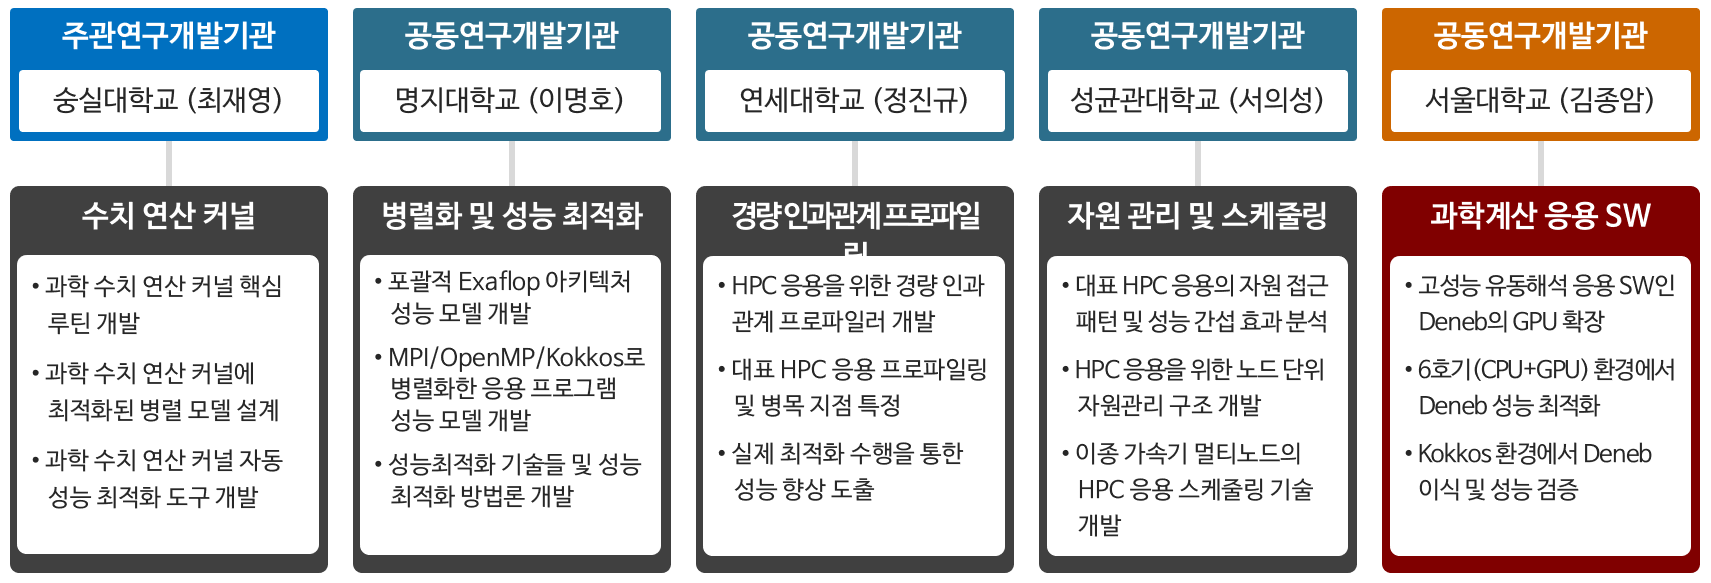 주관연구개발기관
숭실대학교 (최재영)
수치 연산 커널
• 과학 수치 연산 커널 핵심
루틴 개발
• 과학 수치 연산 커널에
최적화된 병렬 모델 설계
• 과학 수치 연산 커널 자동
성능 최적화 도구 개발
공동연구개발기관
명지대학교 (이명호)
병렬화 및 성능 최적화
• 포괄적 Exaflop 아키텍처
성능 모델 개발
• MPI/OpenMP/Kokkos로
병렬화한 응용 프로그램
성능 모델 개발
• 성능최적화 기술들 및 성능
최적화 방법론 개발
공동연구개발기관
연세대학교 (정진규)
경량 인과관계 프로파일
링
• HPC 응용을 위한 경량 인과
관계 프로파일러 개발
• 대표 HPC 응용 프로파일링
및 병목 지점 특정
• 실제 최적화 수행을 통한
성능 향상 도출
공동연구개발기관
성균관대학교 (서의성)
자원 관리 및 스케줄링
• 대표 HPC 응용의 자원 접근
패턴 및 성능 간섭 효과 분석
• HPC 응용을 위한 노드 단위
자원관리 구조 개발
• 이종 가속기 멀티노드의
HPC 응용 스케줄링 기술
개발
공동연구개발기관
서울대학교 (김종암)
과학계산 응용 SW
• 고성능 유동해석 응용 SW인
Deneb의 GPU 확장
• 6호기(CPU+GPU) 환경에서
Deneb 성능 최적화
• Kokkos 환경에서 Deneb
이식 및 성능 검증